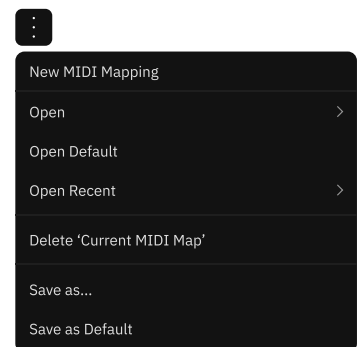 New MIDI Mapping
Open
Open Default
Open Recent
Delete ‘Current MIDI Map’
Save as...
Save as Default